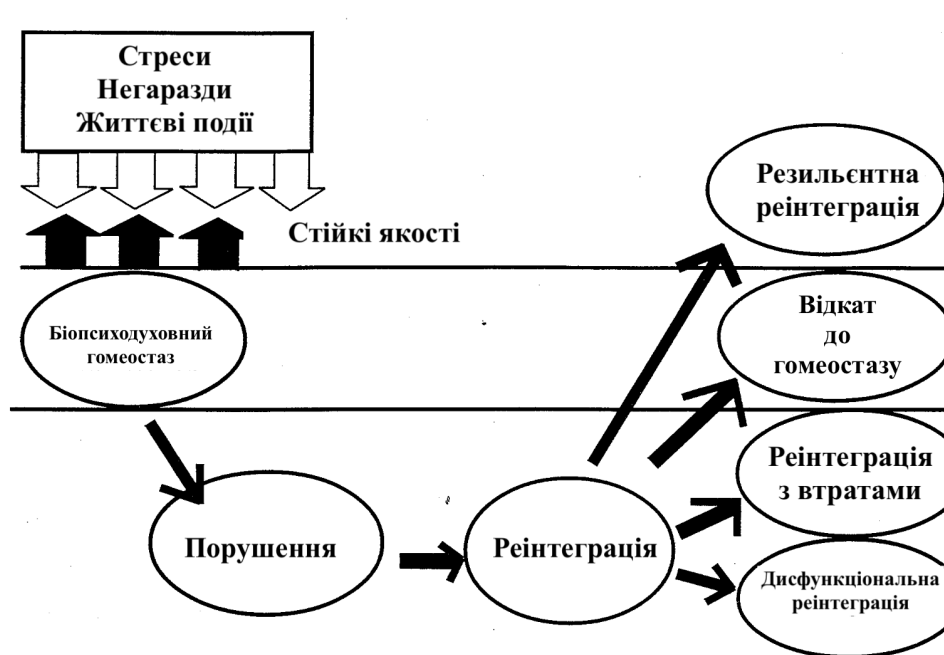 Стреси
Негаразди
Життєві події
Стійкі якості
Резильєнтна
реінтеграція
Біопсиходуховний
гомеостаз
Відкат
до
гомеостазу
Реінтеграція
з втратами
Порушення
Реінтеграція
Дисфункціональна
реінтеграція